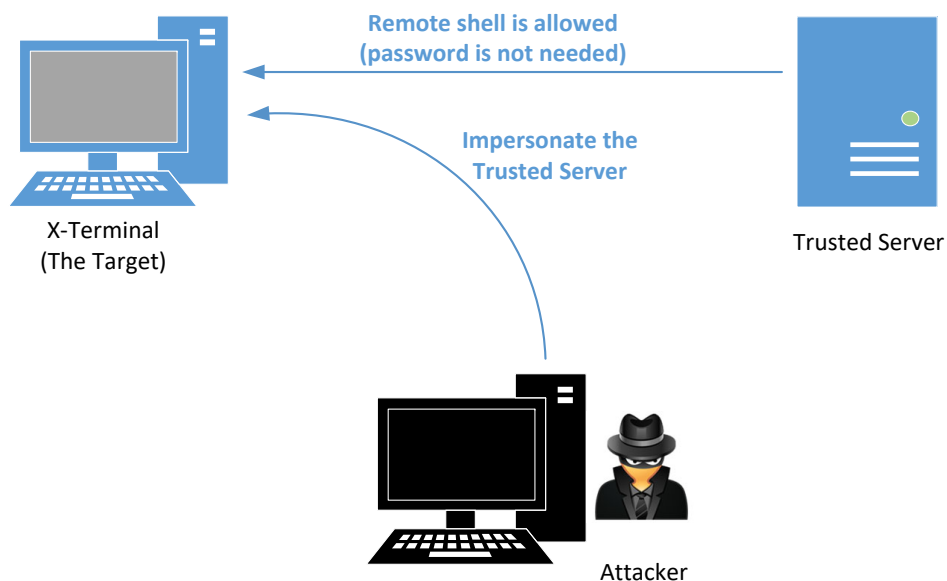 Remote shell is allowed
(password is not needed)
Impersonate the
Trusted Server
X-Terminal
(The Target)
Trusted Server
Attacker